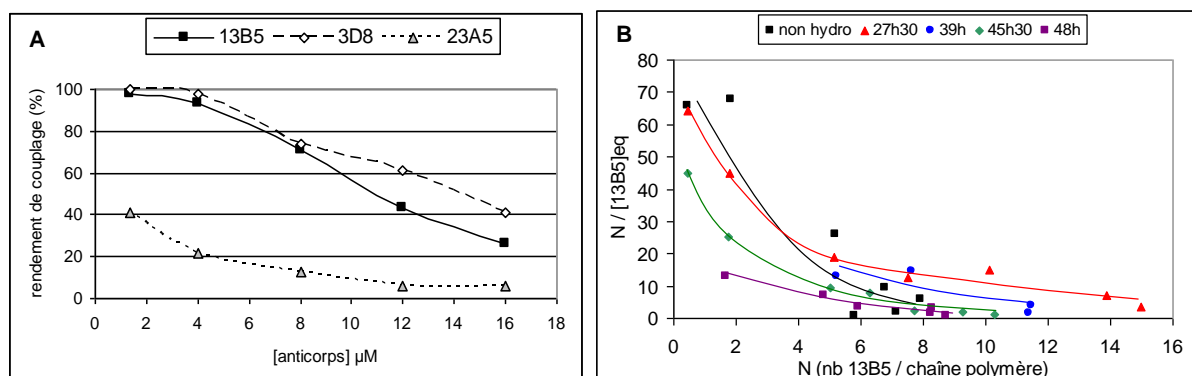 A
13B5 3D8 23A5
rendement de couplage (%)
120
100
80
60
40
20
0
0 2 4 6 8 10 12 14 16 18
[anticorps] µM
B
non hydro 27h30 39h 45h30 48h
N / [13B5]eq
80
70
60
50
40
30
20
10
0
0 2 4 6 8 10 12 14 16
N (nb 13B5 / chaîne polymère)